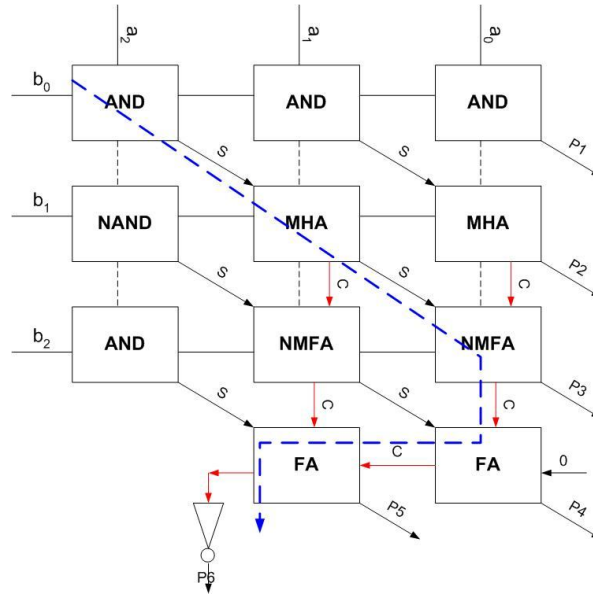 a2 a1 a0
b0 AND AND AND
S S P1
b1 NAND MHA MHA
S C S C P2
b2 AND NMFA NMFA
S C S C P3
FA C FA 0
P5 P4
P6